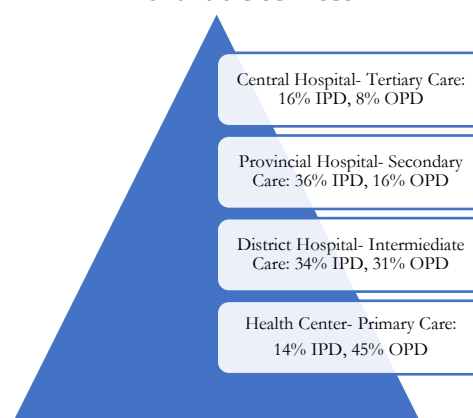 Central Hospital- Tertiary Care:
16% IPD, 8% OPD
Provincial Hospital- Secondary
Care: 36% IPD, 16% OPD
District Hospital- Intermiediate
Care: 34% IPD, 31% OPD
Health Center- Primary Care:
14% IPD, 45% OPD